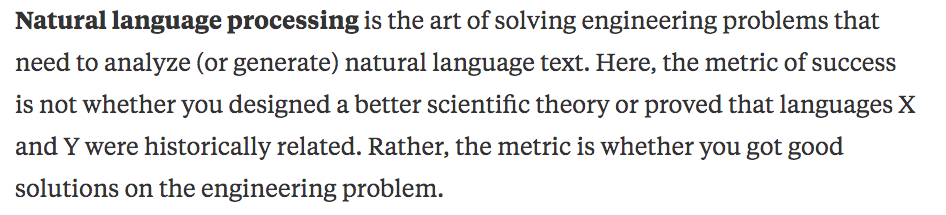 Natural language processing is the art of solving engineering problems that
need to analyze (or generate) natural language text. Here, the metric of success
is not whether you designed a better scientific theory or proved that languages X
and Y were historically related. Rather, the metric is whether you got good
solutions on the engineering problem.